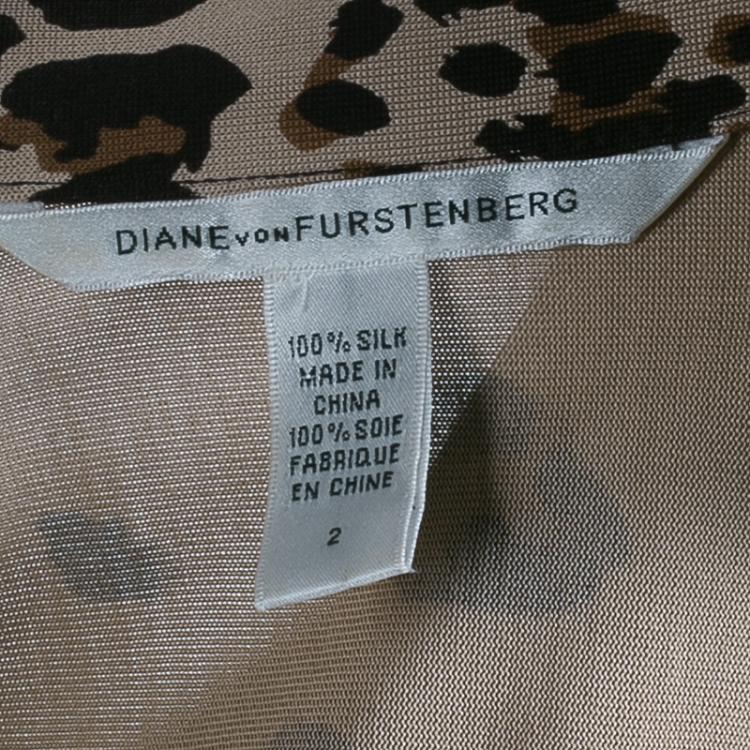 DIANE VON FURSTENBERG
100% SILK
MADE IN
CHINA
100% SOIE
FABRIQUE
EN CHINE
2